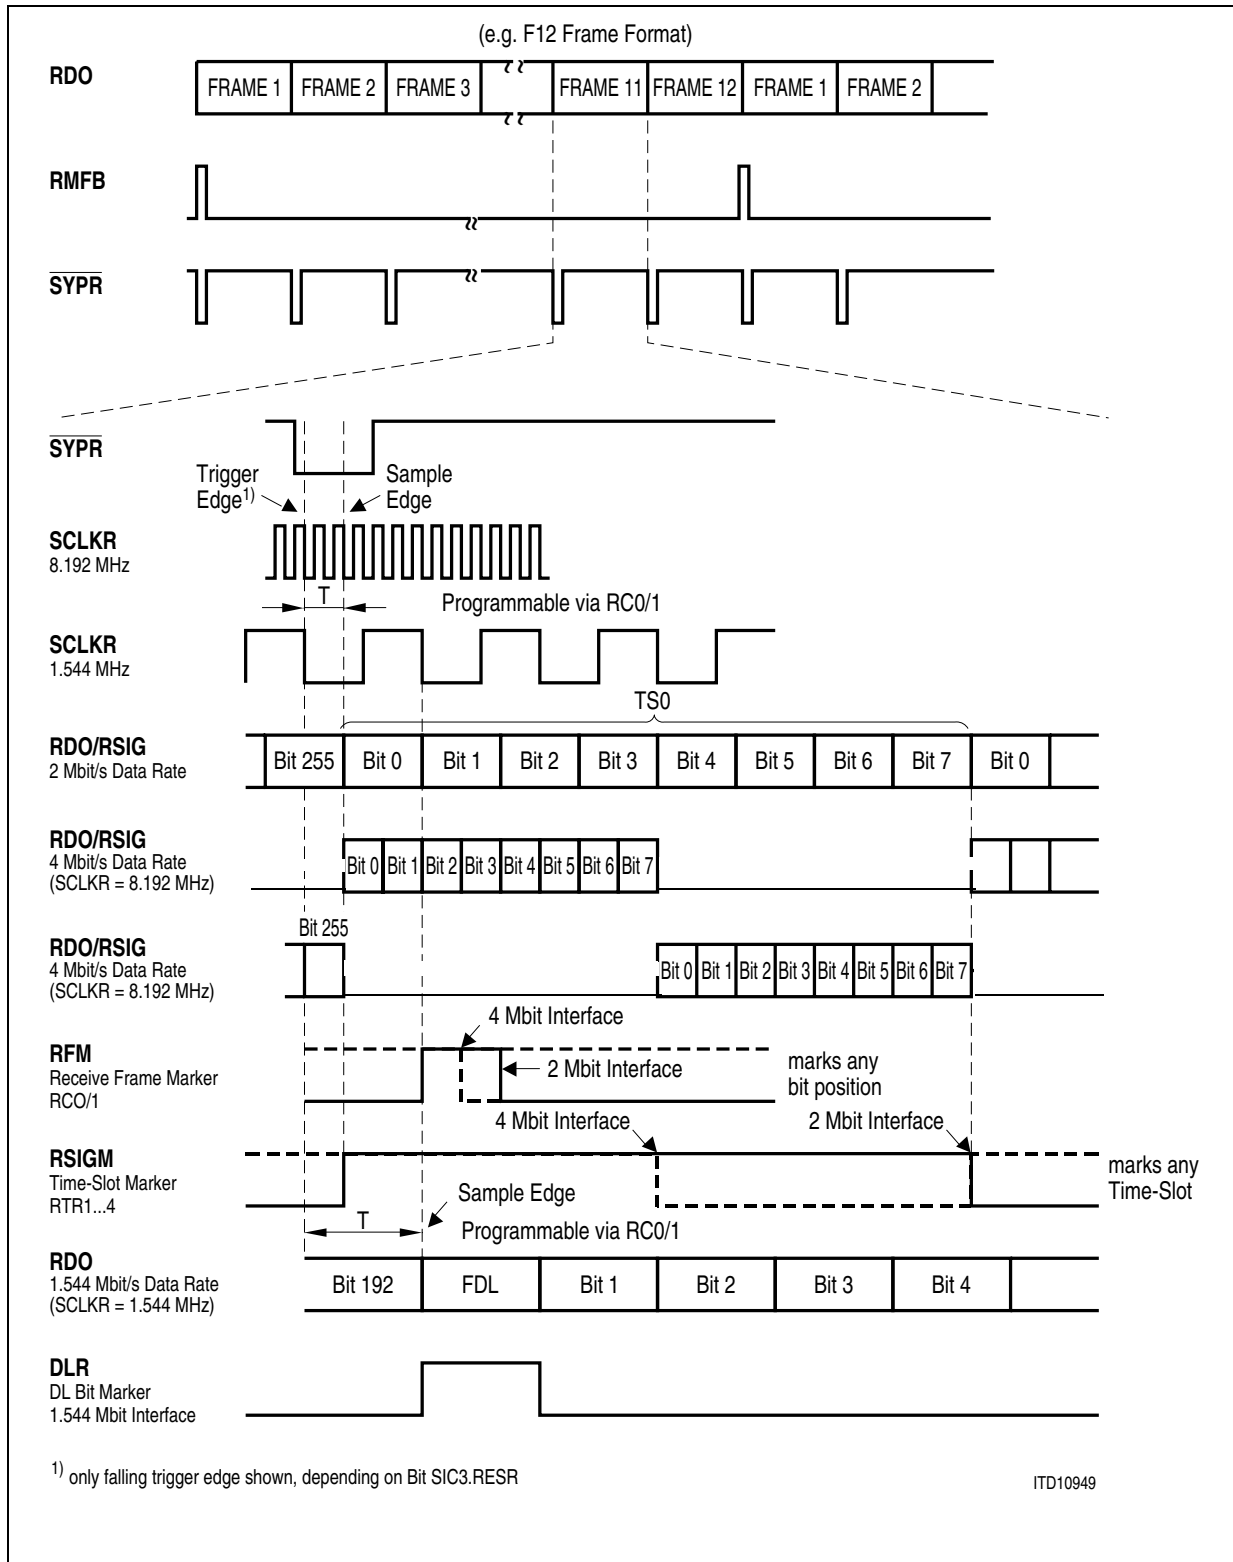 (e.g. F12 Frame Format)
RDO
FRAME 1 FRAME 2 FRAME 3 FRAME 11 FRAME 12 FRAME 1 FRAME 2
RMFB
SYPR
SYPR
Trigger
Edge1)
Sample
Edge
SCLKR
8.192 MHz
T
Programmable via RC0/1
SCLKR
1.544 MHz
TS0
RDO/RSIG
2 Mbit/s Data Rate
Bit 255 Bit 0 Bit 1 Bit 2 Bit 3 Bit 4 Bit 5 Bit 6 Bit 7 Bit 0
RDO/RSIG
4 Mbit/s Data Rate
(SCLKR = 8.192 MHz)
Bit 0 Bit 1 Bit 2 Bit 3 Bit 4 Bit 5 Bit 6 Bit 7
Bit 255
RDO/RSIG
4 Mbit/s Data Rate
(SCLKR = 8.192 MHz)
Bit 0 Bit 1 Bit 2 Bit 3 Bit 4 Bit 5 Bit 6 Bit 7
4 Mbit Interface
RFM
Receive Frame Marker
RCO/1
2 Mbit Interface
marks any
bit position
4 Mbit Interface
2 Mbit Interface
RSIGM
Time-Slot Marker
RTR1...4
marks any
Time-Slot
T
Sample Edge
Programmable via RC0/1
RDO
1.544 Mbit/s Data Rate
(SCLKR = 1.544 MHz)
Bit 192 FDL Bit 1 Bit 2 Bit 3 Bit 4
DLR
DL Bit Marker
1.544 Mbit Interface
1) only falling trigger edge shown, depending on Bit SIC3.RESR
ITD10949